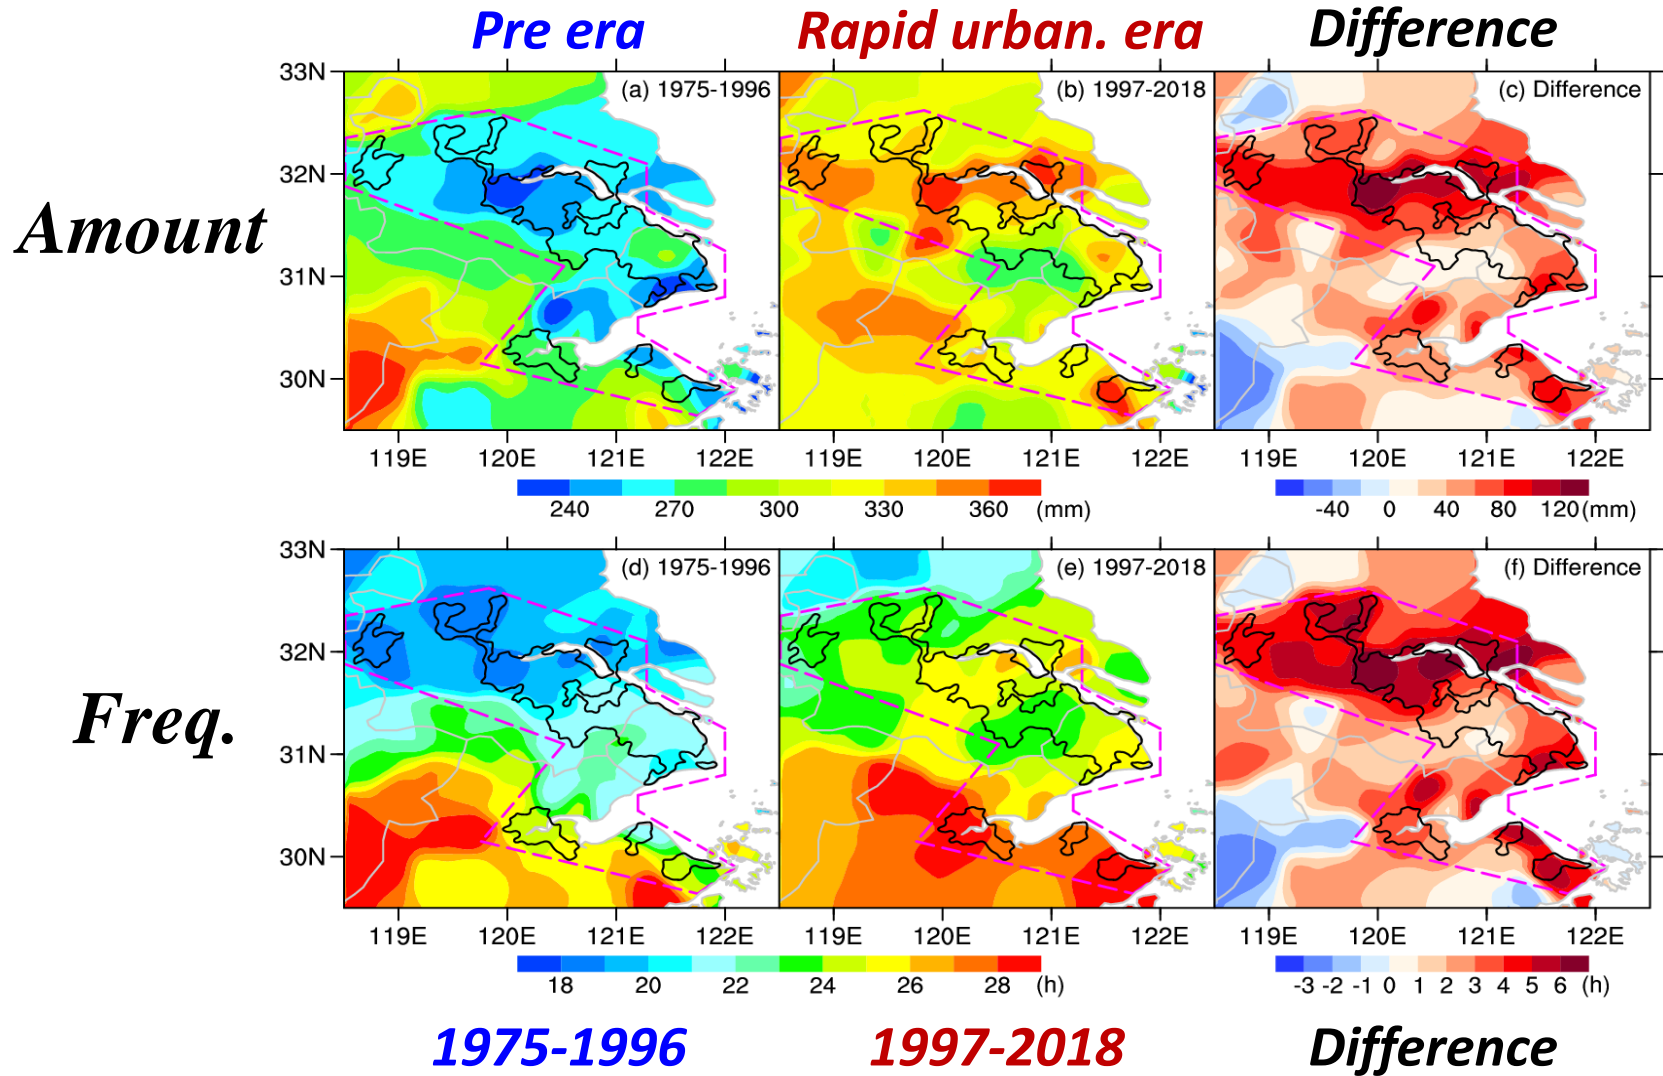 Pre era Rapid urban. era Difference
33N (a) 1975-1996 (b) 1997-2018 (c) Difference
32N
Amount
31N
30N
119E 120E 121E 122E 119E 120E 121E 122E 119E 120E 121E 122E
240 270 300 330 360 (mm) -40 0 40 80 120 (mm)
33N (d) 1975-1996 (e) 1997-2018 (f) Difference
32N
Freq.
31N
30N
119E 120E 121E 122E 119E 120E 121E 122E 119E 120E 121E 122E
18 20 22 24 26 28 (h) -3 -2 -1 0 1 2 3 4 5 6 (h)
1975-1996 1997-2018 Difference